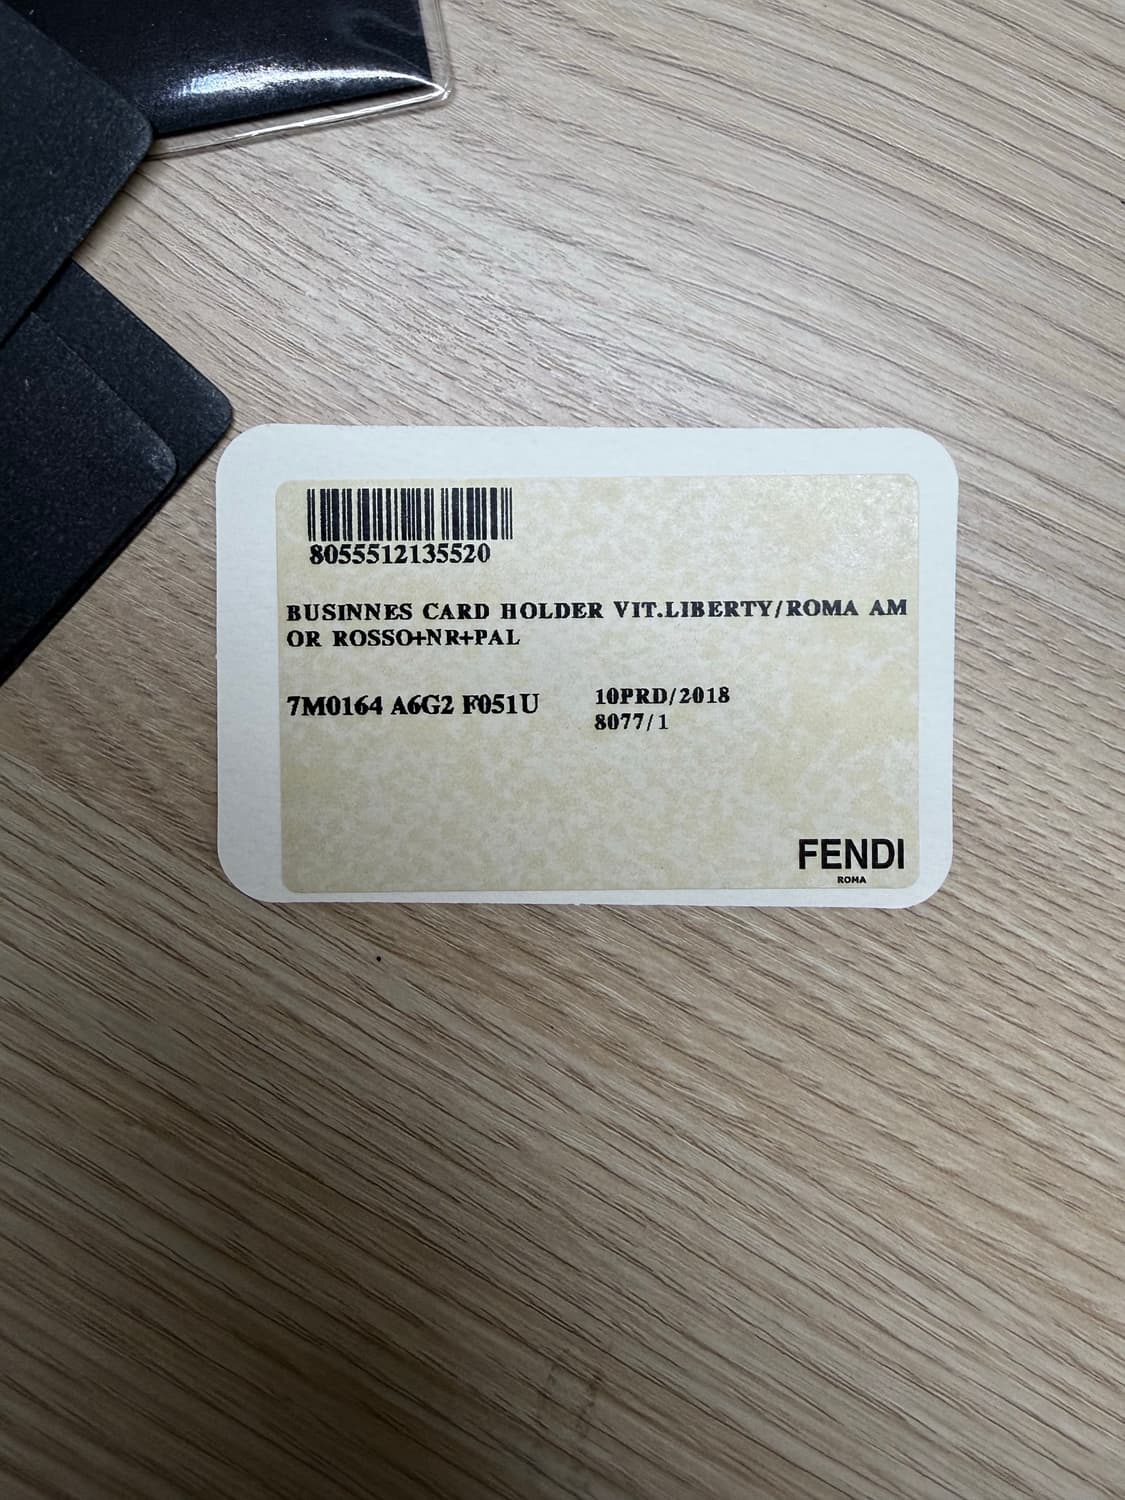 8055512135520
BUSINNES CARD HOLDER VIT.LIBERTY/ROMA AM
OR ROSSO+NR+PAL
7M0164 A6G2 F051U
10PRD/2018
8077/1
FENDI
ROMA